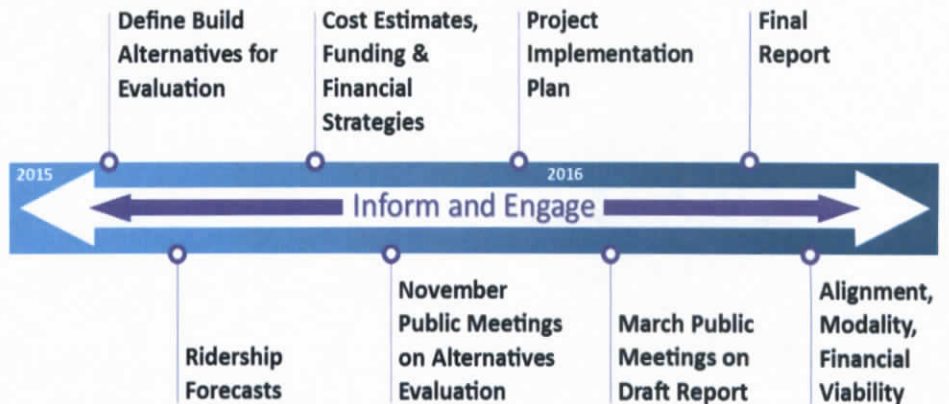 Define Build
Alternatives for
Evaluation
Cost Estimates,
Funding &
Financial
Strategies
Project
Implementation
Plan
Final
Report
2015
2016
Inform and Engage
Ridership
Forecasts
November
Public Meetings
on Alternatives
Evaluation
March Public
Meetings on
Draft Report
Alignment,
Modality,
Financial
Viability